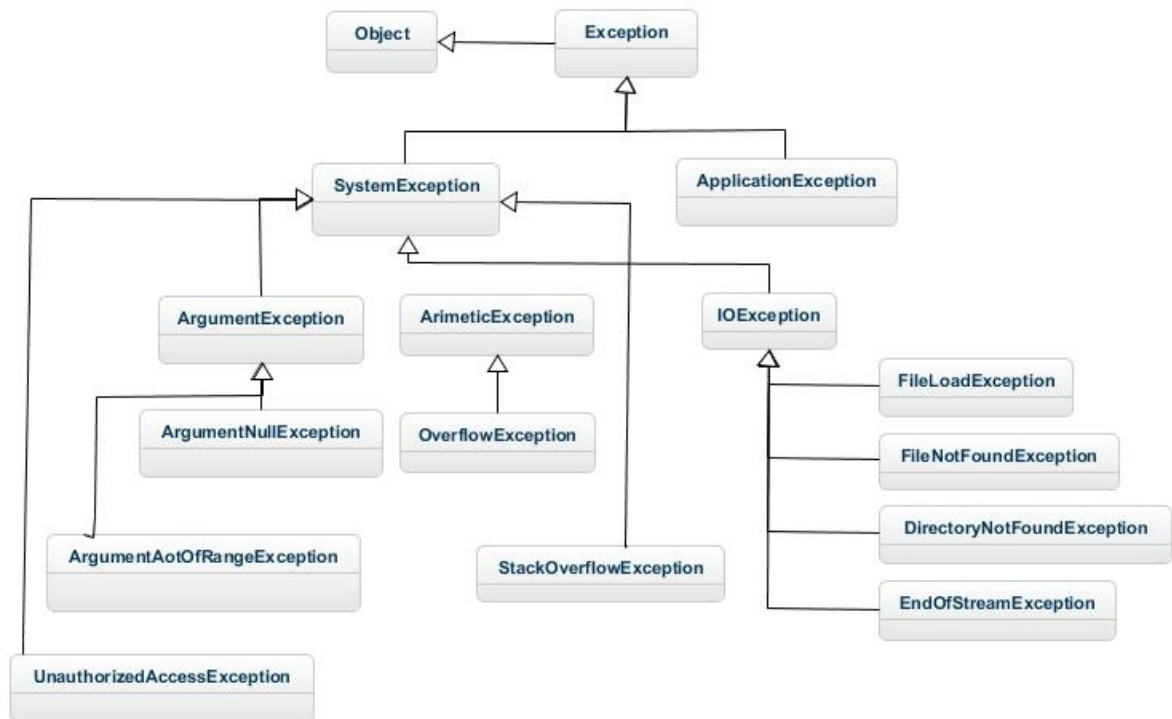 Object
Exception
SystemException
ApplicationException
ArgumentException
ArimeticException
IOException
FileLoadException
ArgumentNullException
OverflowException
FileNotFoundException
DirectoryNotFoundException
ArgumentAotOfRangeException
StackOverflowException
EndOfStreamException
UnauthorizedAccessException